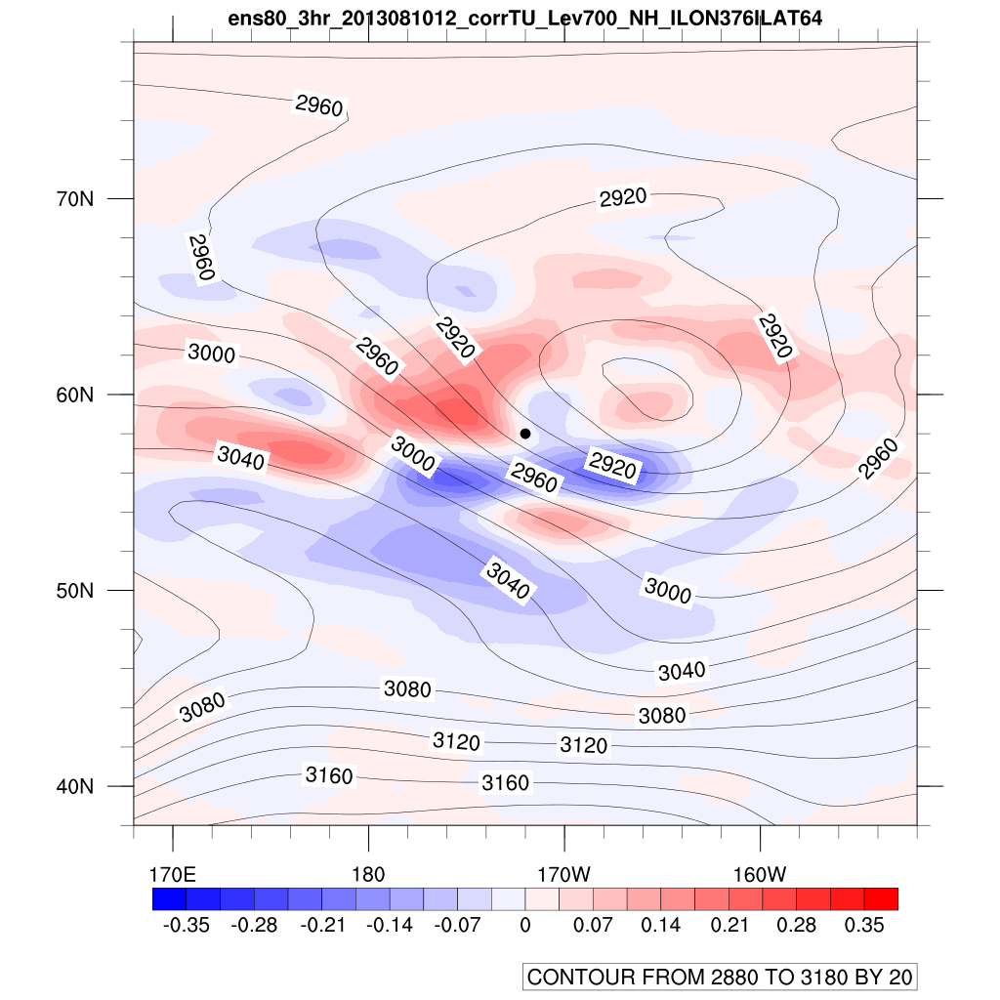 ens80_3hr_2013081012_corrTU_Lev700_NH_ILON376ILAT64
2960
70N
2920
2960
2920
2920
3000
2960
60N
3040
3000
2920
2960
2960
50N
3040
3000
3040
3080
3080
3080
3120
3120
40N
3160
3160
170E 180 170W 160W
-0.35 -0.28 -0.21 -0.14 -0.07 0 0.07 0.14 0.21 0.28 0.35
CONTOUR FROM 2880 TO 3180 BY 20